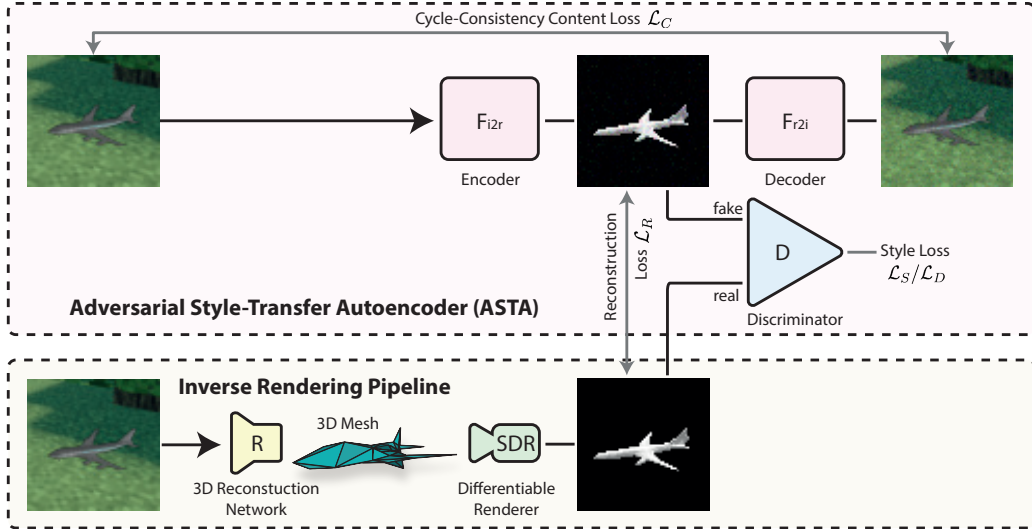 Cycle-Consistency Content Loss ℒC
Fi2r
Encoder
Fr2i
Decoder
fake
D
real
Discriminator
Style Loss
ℒS/ℒD
Reconstruction
Loss ℒR
Adversarial Style-Transfer Autoencoder (ASTA)
Inverse Rendering Pipeline
R
3D Reconstuction
Network
3D Mesh
SDR
Differentiable
Renderer